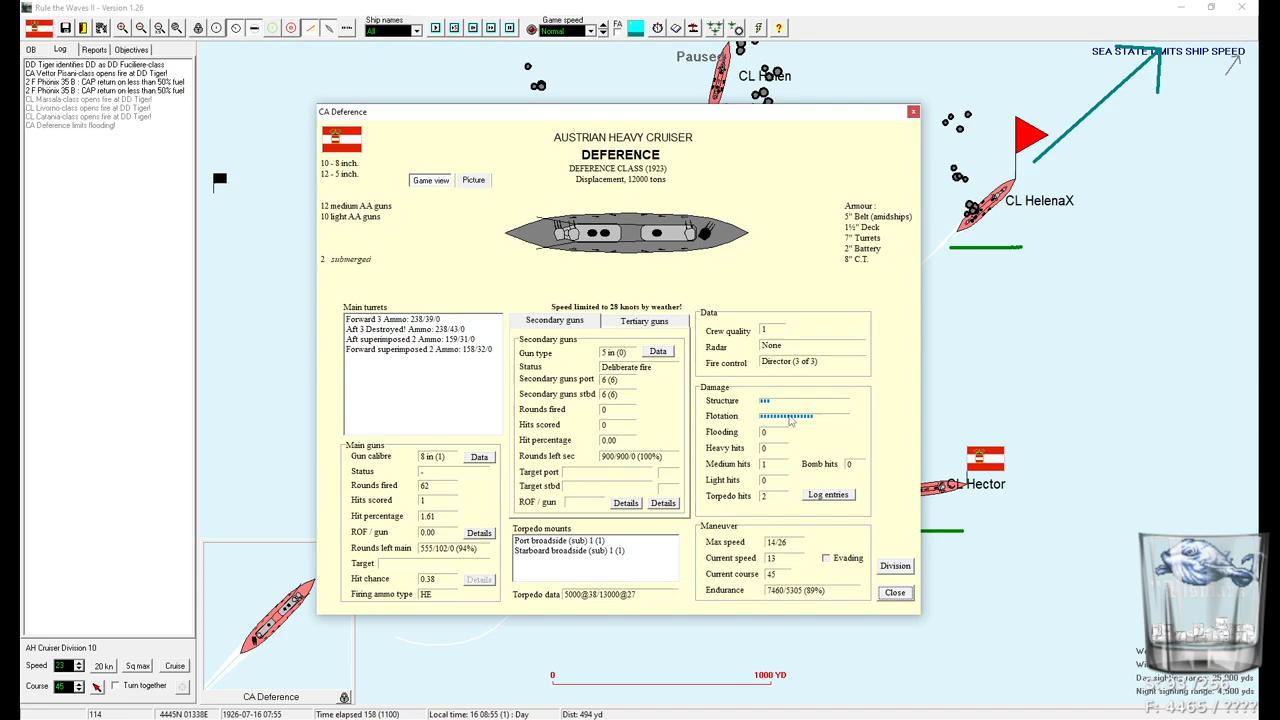 Rule the Waves II - Version 1.26
Ship names
All
Game speed
Normal
FA
OB
Log
Reports
Objectives
DD Tiger identifies DD as DD Fuciliere-class
CA Vettor Pisani-class opens fire at DD Tiger!
2 F Phönix 35 B : CAP return on less than 50% fuel
2 F Phönix 35 B : CAP return on less than 50% fuel
CL Marsala-class opens fire at DD Tiger!
CL Livorno-class opens fire at DD Tiger!
CL Catania-class opens fire at DD Tiger!
CA Deference limits flooding!
Paused
SEA STATE LIMITS SHIP SPEED
CL HelenaX
CL Hector
CA Deference
AUSTRIAN HEAVY CRUISER
DEFERENCE
DEFERENCE CLASS (1923)
Displacement, 12000 tons
10 - 8 inch.
12 - 5 inch.
Game view
Picture
12 medium AA guns
10 light AA guns
2 submerged
Armour :
5" Belt (amidships)
1½" Deck
7" Turrets
2" Battery
8" C.T.
Speed limited to 28 knots by weather!
Main turrets
Forward 3 Ammo: 238/39/0
Aft 3 Destroyed! Ammo: 238/43/0
Aft superimposed 2 Ammo: 159/31/0
Forward superimposed 2 Ammo: 158/32/0
Main guns
Gun calibre 8 in (1) Data
Status -
Rounds fired 62
Hits scored 1
Hit percentage 1.61
ROF / gun 0.00 Details
Rounds left main 555/102/0 (94%)
Target
Hit chance 0.38 Details
Firing ammo type HE
Secondary guns
Tertiary guns
Secondary guns
Gun type 5 in (0) Data
Status Deliberate fire
Secondary guns port 6 (6)
Secondary guns stbd 6 (6)
Rounds fired 0
Hits scored 0
Hit percentage 0.00
Rounds left sec 900/900/0 (100%)
Target port
Target stbd
ROF / gun Details Details
Torpedo mounts
Port broadside (sub) 1 (1)
Starboard broadside (sub) 1 (1)
Torpedo data 5000@38/13000@27
Data
Crew quality 1
Radar None
Fire control Director (3 of 3)
Damage
Structure
Flotation
Flooding 0
Heavy hits 0
Medium hits 1 Bomb hits 0
Light hits 0
Torpedo hits 2 Log entries
Maneuver
Max speed 14/26
Current speed 13 Evading
Current course 45
Endurance 7460/5305 (89%)
Division
Close
AH Cruiser Division 10
Speed 23 20 kn Sq max Cruise
Course 45 Turn together
CA Deference
0 1000 YD
Night sighting range: 4,500 yds
F: 4465 / ????
114
4445N 01338E
1926-07-16 07:55
Time elapsed 158 (1100)
Local time: 16 08:55 (1) : Day
Dist: 494 yd